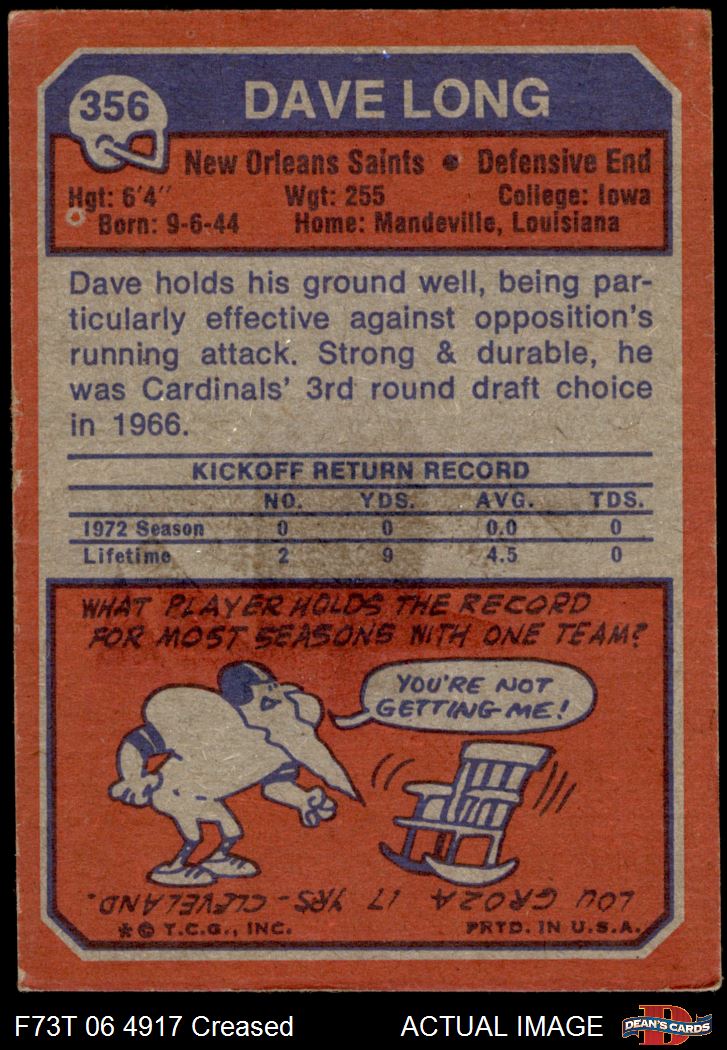 356
DAVE LONG
New Orleans Saints • Defensive End
Hgt: 6'4" Wgt: 255 College: Iowa
Born: 9-6-44 Home: Mandeville, Louisiana
Dave holds his ground well, being par-
ticularly effective against opposition's
running attack. Strong & durable, he
was Cardinals' 3rd round draft choice
in 1966.
KICKOFF RETURN RECORD
NO. YDS. AVG. TDS.
1972 Season 0 0 0.0 0
Lifetime 2 9 4.5 0
WHAT PLAYER HOLDS THE RECORD
FOR MOST SEASONS WITH ONE TEAM?
YOU'RE NOT
GETTING ME!
LOU GROZA 17 YRS-CLEVELAND.
* © T.C.G., INC. PRTD. IN U.S.A.
F73T 06 4917 Creased ACTUAL IMAGE
D
DEAN'S CARDS